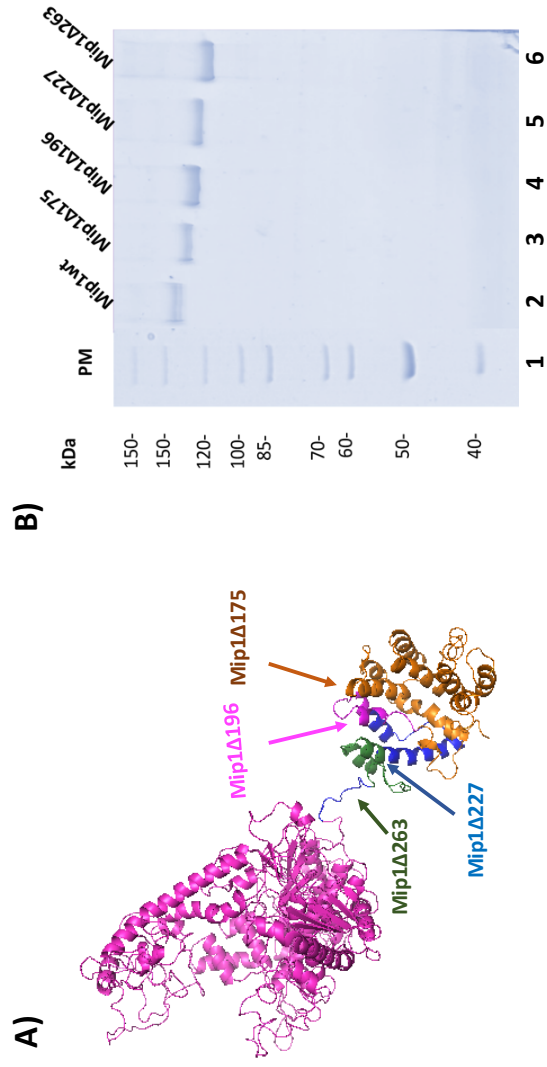 A)
Mip1Δ196
Mip1Δ175
Mip1Δ263
Mip1Δ227
B)
kDa
PM
Mip1wt
Mip1Δ175
Mip1Δ196
Mip1Δ227
Mip1Δ263
150-
150-
120-
100-
85-
70-
60-
50-
40-
1 2 3 4 5 6